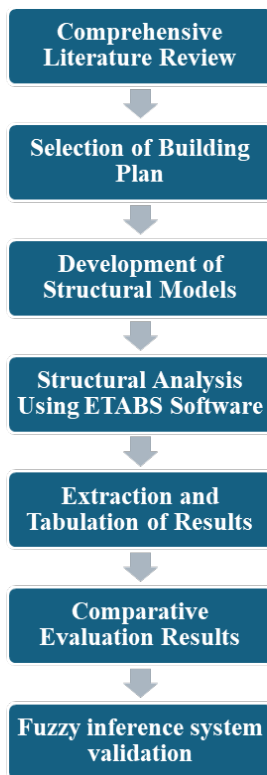 Comprehensive
Literature Review
Selection of Building
Plan
Development of
Structural Models
Structural Analysis
Using ETABS Software
Extraction and
Tabulation of Results
Comparative
Evaluation Results
Fuzzy inference system
validation